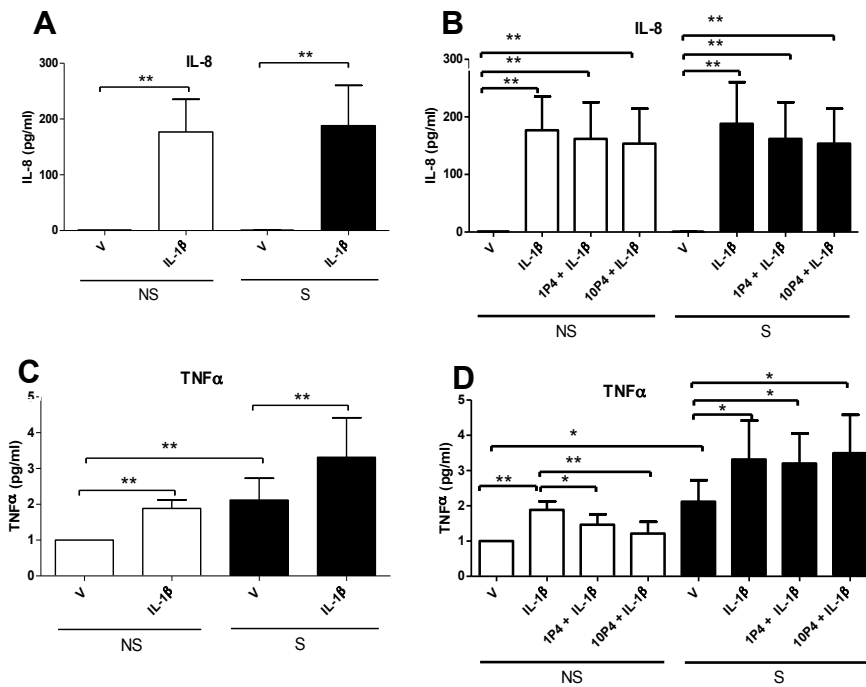 A
IL-8
IL-8 (pg/ml)
300
200
100
0
**
**
V
IL-1β
V
IL-1β
NS
S
B
IL-8
IL-8 (pg/ml)
300
200
100
0
**
**
**
**
**
**
V
IL-1β
1P4 + IL-1β
10P4 + IL-1β
V
IL-1β
1P4 + IL-1β
10P4 + IL-1β
NS
S
C
TNFα
TNFα (pg/ml)
5
4
3
2
1
0
**
**
**
V
IL-1β
V
IL-1β
NS
S
D
TNFα
TNFα (pg/ml)
5
4
3
2
1
0
*
*
*
*
**
**
*
V
IL-1β
1P4 + IL-1β
10P4 + IL-1β
V
IL-1β
1P4 + IL-1β
10P4 + IL-1β
NS
S